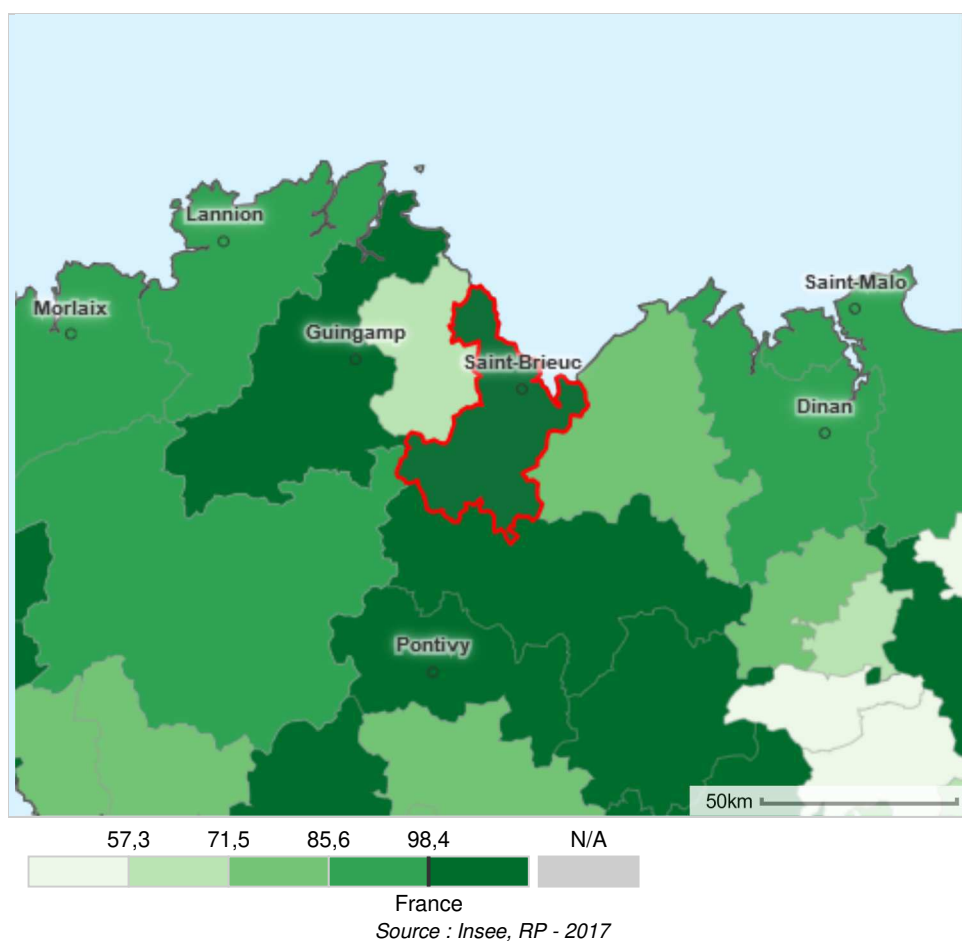 Lannion
Saint-Malo
Morlaix
Guingamp
Saint-Brieuc
Dinan
Pontivy
50km
57,3 71,5 85,6 98,4 N/A
France
Source : Insee, RP - 2017